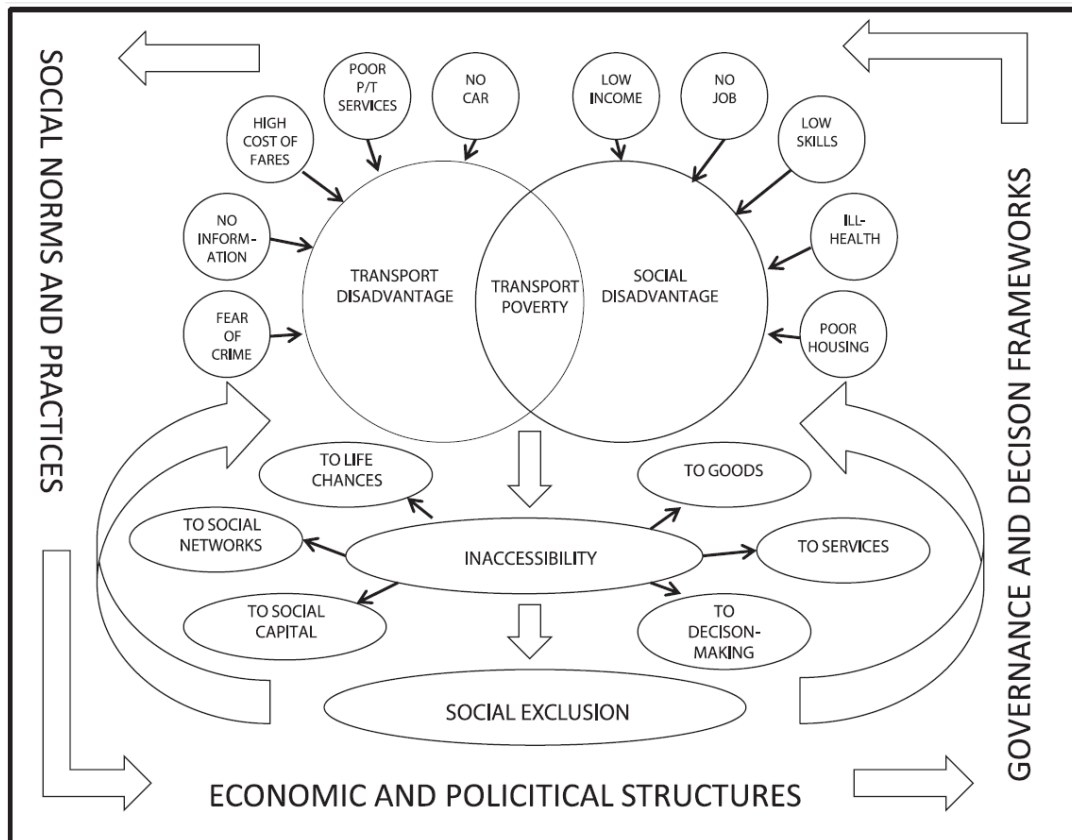 SOCIAL NORMS AND PRACTICES
POOR
P/T
SERVICES
NO
CAR
LOW
INCOME
NO
JOB
HIGH
COST OF
FARES
LOW
SKILLS
NO
INFORM-
ATION
ILL-
HEALTH
TRANSPORT
DISADVANTAGE
TRANSPORT
POVERTY
SOCIAL
DISADVANTAGE
FEAR
OF
CRIME
POOR
HOUSING
TO LIFE
CHANCES
TO GOODS
TO SOCIAL
NETWORKS
INACCESSIBILITY
TO SERVICES
TO SOCIAL
CAPITAL
TO
DECISON-
MAKING
SOCIAL EXCLUSION
GOVERNANCE AND DECISON FRAMEWORKS
ECONOMIC AND POLICITICAL STRUCTURES